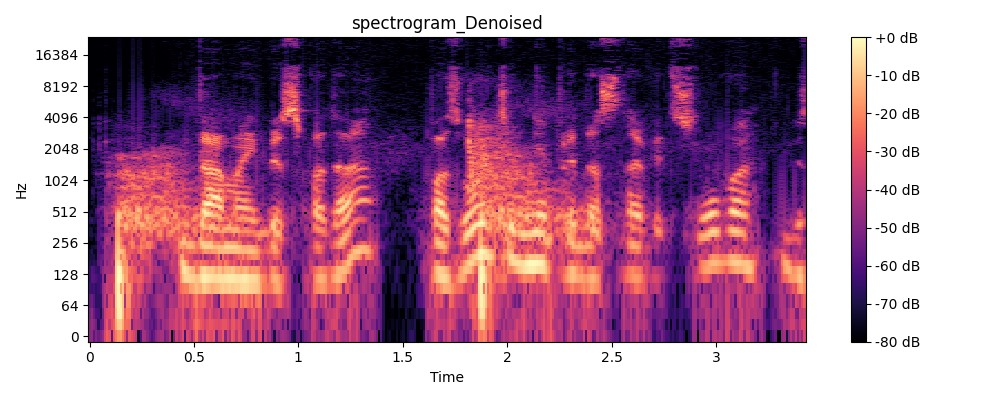 spectrogram_Denoised
16384
8192
4096
2048
1024
512
256
128
64
0
Hz
0
0.5
1
1.5
2
2.5
3
Time
+0 dB
-10 dB
-20 dB
-30 dB
-40 dB
-50 dB
-60 dB
-70 dB
-80 dB